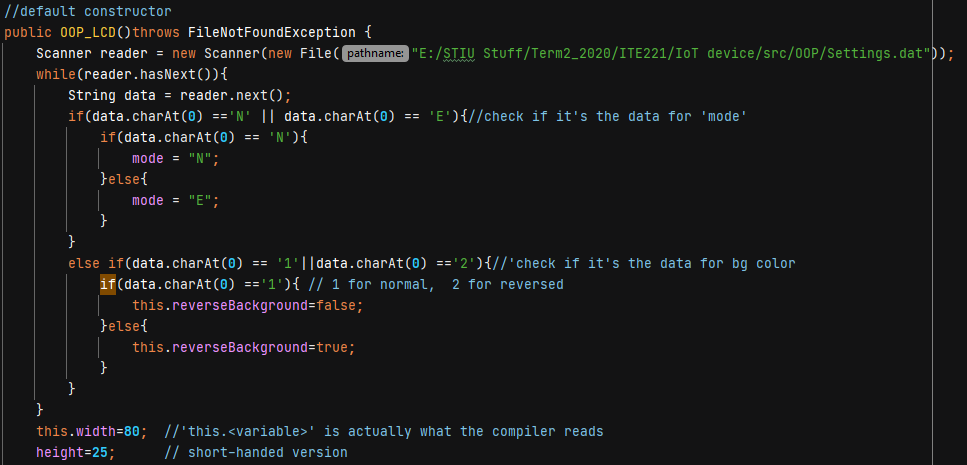 //default constructor
public OOP_LCD()throws FileNotFoundException {
    Scanner reader = new Scanner(new File( pathname: "E:/STIU Stuff/Term2_2020/ITE221/IoT device/src/OOP/Settings.dat"));
    while(reader.hasNext()){
        String data = reader.next();
        if(data.charAt(0) =='N' || data.charAt(0) == 'E'){//check if it's the data for 'mode'
            if(data.charAt(0) == 'N'){
                mode = "N";
            }else{
                mode = "E";
            }
        }
        else if(data.charAt(0) == '1'||data.charAt(0) =='2'){//'check if it's the data for bg color
            if(data.charAt(0) =='1'){ // 1 for normal,  2 for reversed
                this.reverseBackground=false;
            }else{
                this.reverseBackground=true;
            }
        }
    }
    this.width=80;  //'this.<variable>' is actually what the compiler reads
    height=25;      // short-handed version